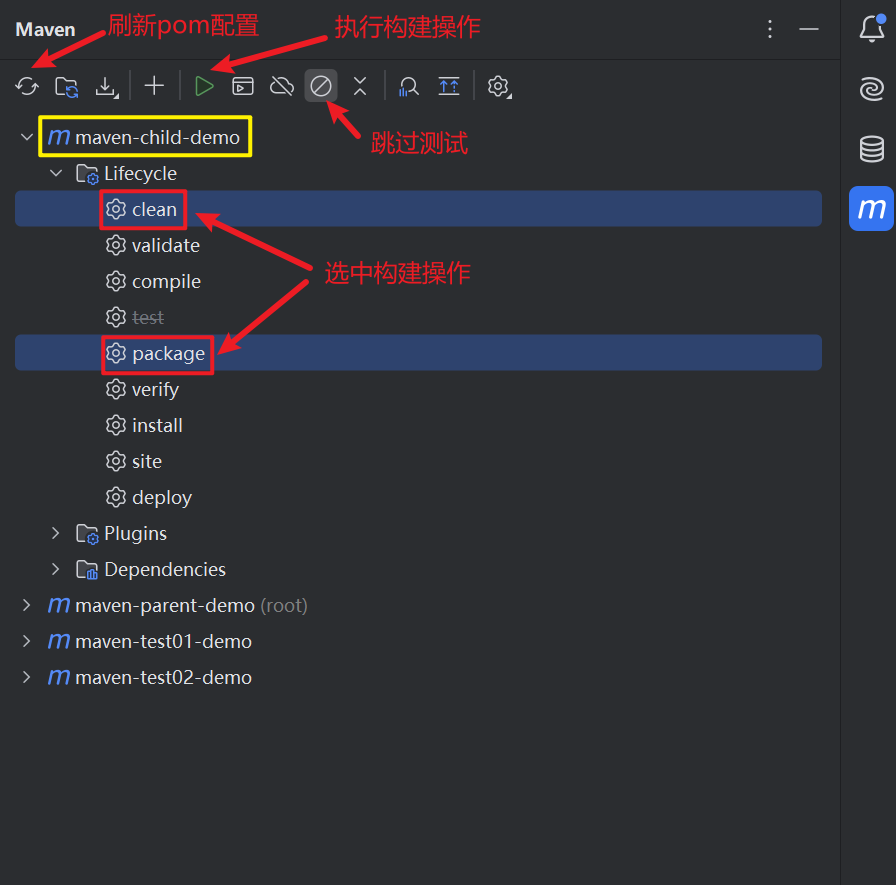 Maven
刷新pom配置
执行构建操作
跳过测试
m maven-child-demo
Lifecycle
clean
validate
选中构建操作
compile
test
package
verify
install
site
deploy
Plugins
Dependencies
m maven-parent-demo (root)
m maven-test01-demo
m maven-test02-demo
m